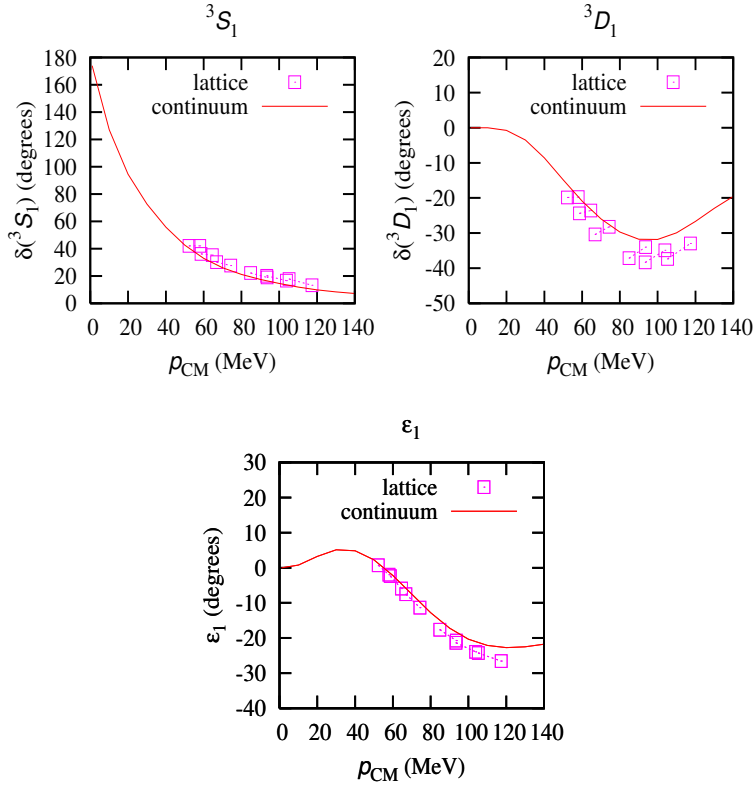 ³S₁
δ(³S₁) (degrees)
180
160
140
120
100
80
60
40
20
0
lattice
continuum
0 20 40 60 80 100 120 140
p_CM (MeV)
³D₁
δ(³D₁) (degrees)
20
10
0
-10
-20
-30
-40
-50
lattice
continuum
0 20 40 60 80 100 120 140
p_CM (MeV)
ε₁
ε₁ (degrees)
30
20
10
0
-10
-20
-30
-40
lattice
continuum
0 20 40 60 80 100 120 140
p_CM (MeV)